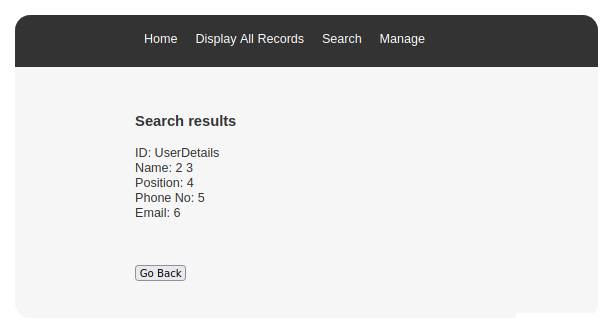 Home Display All Records Search Manage
Search results
ID: UserDetails
Name: 2 3
Position: 4
Phone No: 5
Email: 6
Go Back